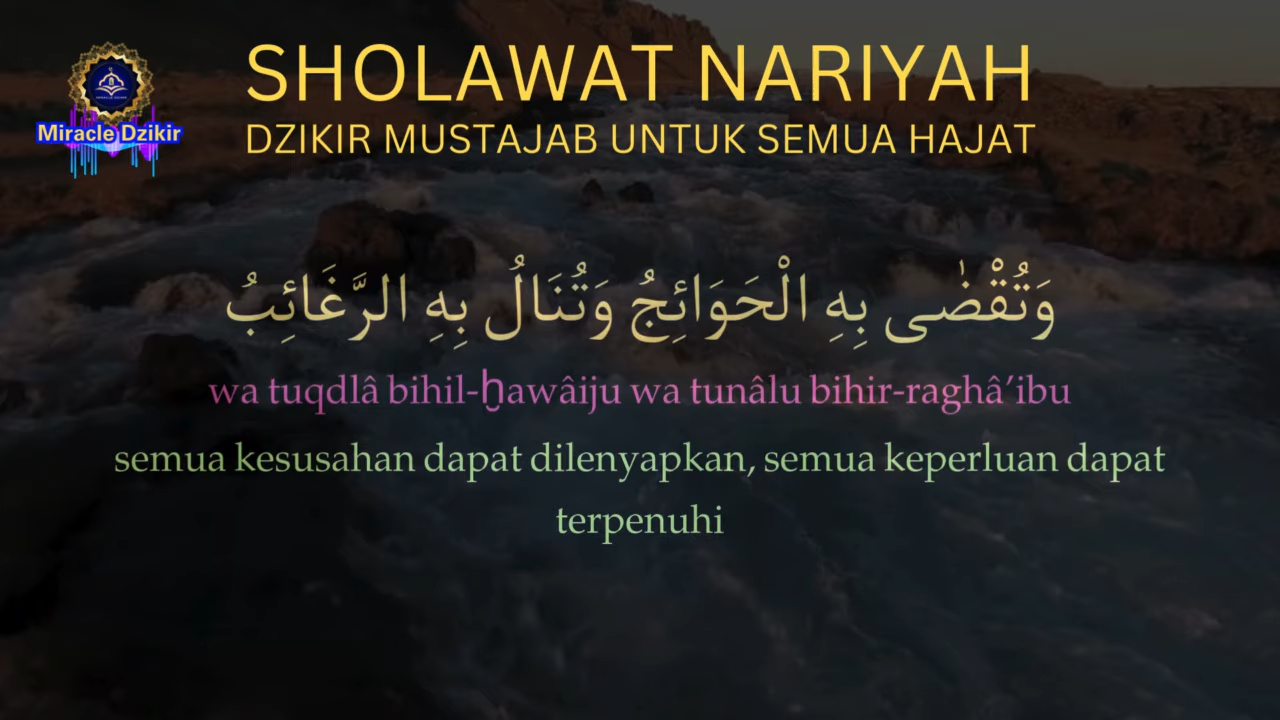 SHOLAWAT NARIYAH
DZIKIR MUSTAJAB UNTUK SEMUA HAJAT
Miracle Dzikir
وَتُقْضٰى بِهِ الْحَوَائِجُ وَتُنَالُ بِهِ الرَّغَائِبُ
wa tuqdlâ bihil-ḫawâiju wa tunâlu bihir-raghâ’ibu
semua kesusahan dapat dilenyapkan, semua keperluan dapat
terpenuhi